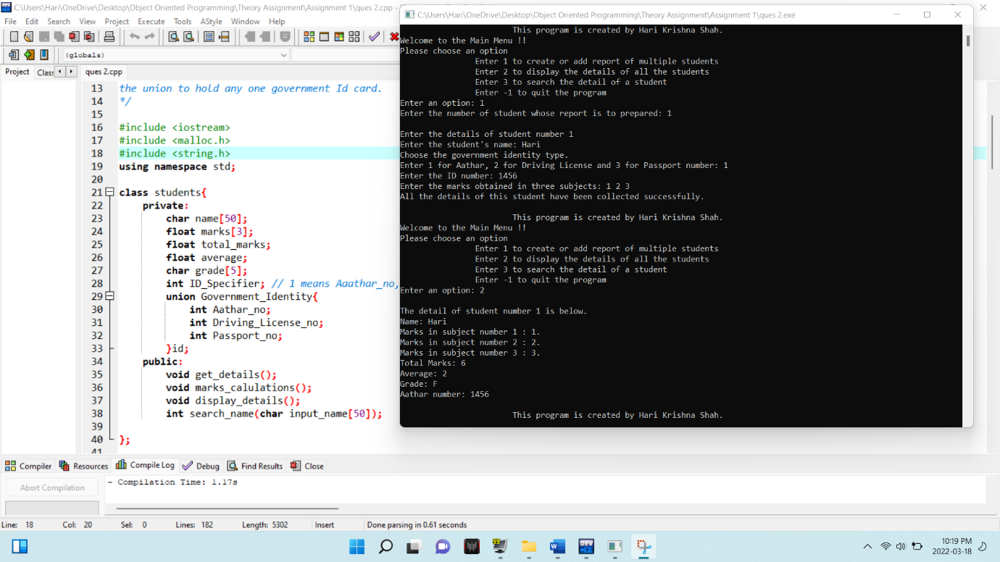 C:\Users\Hari\OneDrive\Desktop\Object Oriented Programming\Theory Assignment\Assignment 1\ques 2.cpp -
File Edit Search View Project Execute Tools AStyle Window Help
(globals)
Project Class ques 2.cpp
13 the union to hold any one government Id card.
14 */
15
16 #include <iostream>
17 #include <malloc.h>
18 #include <string.h>
19 using namespace std;
20
21 class students{
22 private:
23 char name[50];
24 float marks[3];
25 float total_marks;
26 float average;
27 char grade[5];
28 int ID_Specifier; // 1 means Aaathar_no,
29 union Government_Identity{
30 int Aathar_no;
31 int Driving_License_no;
32 int Passport_no;
33 }id;
34 public:
35 void get_details();
36 void marks_calulations();
37 void display_details();
38 int search_name(char input_name[50]);
39
40 };
41
C:\Users\Hari\OneDrive\Desktop\Object Oriented Programming\Theory Assignment\Assignment 1\ques 2.exe
This program is created by Hari Krishna Shah.
Welcome to the Main Menu !!
Please choose an option
Enter 1 to create or add report of multiple students
Enter 2 to display the details of all the students
Enter 3 to search the detail of a student
Enter -1 to quit the program
Enter an option: 1
Enter the number of student whose report is to prepared: 1
Enter the details of student number 1
Enter the student's name: Hari
Choose the government identity type.
Enter 1 for Aathar, 2 for Driving License and 3 for Passport number: 1
Enter the ID number: 1456
Enter the marks obtained in three subjects: 1 2 3
All the details of this student have been collected successfully.
This program is created by Hari Krishna Shah.
Welcome to the Main Menu !!
Please choose an option
Enter 1 to create or add report of multiple students
Enter 2 to display the details of all the students
Enter 3 to search the detail of a student
Enter -1 to quit the program
Enter an option: 2
The detail of student number 1 is below.
Name: Hari
Marks in subject number 1 : 1.
Marks in subject number 2 : 2.
Marks in subject number 3 : 3.
Total Marks: 6
Average: 2
Grade: F
Aathar number: 1456
This program is created by Hari Krishna Shah.
Compiler Resources Compile Log Debug Find Results Close
Abort Compilation
- Compilation Time: 1.17s
Line: 18 Col: 20 Sel: 0 Lines: 182 Length: 5302 Insert Done parsing in 0.61 seconds
99
W
DEV
10:19 PM
2022-03-18